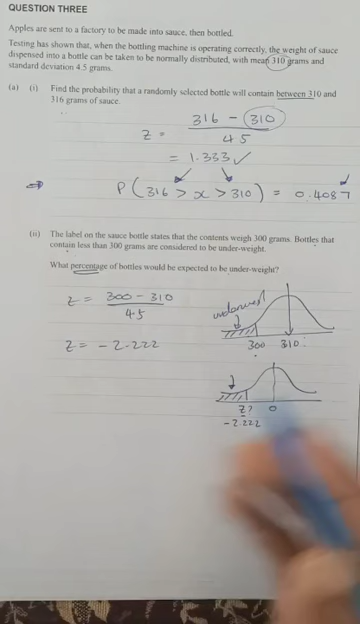 QUESTION THREE
Apples are sent to a factory to be made into sauce, then bottled.
Testing has shown that, when the bottling machine is operating correctly, the weight of sauce
dispensed into a bottle can be taken to be normally distributed, with mean 310 grams and
standard deviation 4.5 grams.
(a) (i) Find the probability that a randomly selected bottle will contain between 310 and
316 grams of sauce.
z = 316 - 310
4.5
= 1.333 ✓
⇒ P(316 > x > 310) = 0.4087
(ii) The label on the sauce bottle states that the contents weigh 300 grams. Bottles that
contain less than 300 grams are considered to be under-weight.
What percentage of bottles would be expected to be under-weight?
z = 300 - 310
4.5
z = - 2.222
300 310
z? 0
-2.222